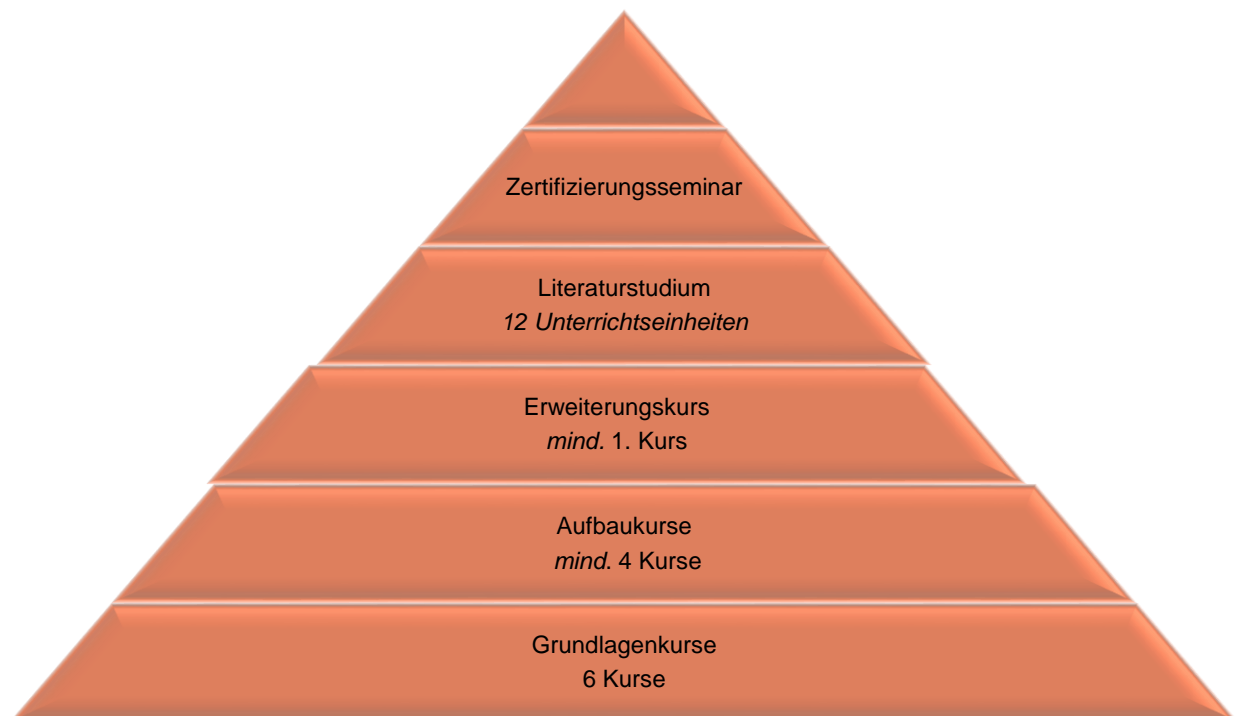 Zertifizierungsseminar
Literaturstudium
12 Unterrichtseinheiten
Erweiterungskurs
mind. 1. Kurs
Aufbaukurse
mind. 4 Kurse
Grundlagenkurse
6 Kurse